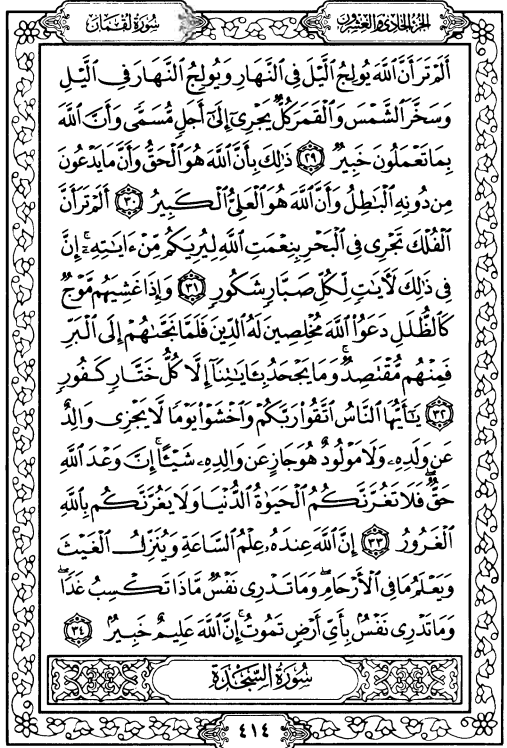 سورة لقمان
الجزء الحادي والعشرون
أَلَمْ تَرَ أَنَّ ٱللَّهَ يُولِجُ ٱلَّيْلَ فِى ٱلنَّهَارِ وَيُولِجُ ٱلنَّهَارَ فِى ٱلَّيْلِ
وَسَخَّرَ ٱلشَّمْسَ وَٱلْقَمَرَ كُلٌّ يَجْرِىٓ إِلَىٰٓ أَجَلٍ مُّسَمًّى وَأَنَّ ٱللَّهَ
بِمَا تَعْمَلُونَ خَبِيرٌ ٢٩ ذَٰلِكَ بِأَنَّ ٱللَّهَ هُوَ ٱلْحَقُّ وَأَنَّ مَا يَدْعُونَ
مِن دُونِهِ ٱلْبَٰطِلُ وَأَنَّ ٱللَّهَ هُوَ ٱلْعَلِىُّ ٱلْكَبِيرُ ٣٠ أَلَمْ تَرَ أَنَّ
ٱلْفُلْكَ تَجْرِى فِى ٱلْبَحْرِ بِنِعْمَتِ ٱللَّهِ لِيُرِيَكُم مِّنْ ءَايَٰتِهِۦٓ ۚ إِنَّ
فِى ذَٰلِكَ لَءَايَٰتٍ لِّكُلِّ صَبَّارٍ شَكُورٍ ٣١ وَإِذَا غَشِيَهُم مَّوْجٌ
كَٱلظُّلَلِ دَعَوُا۟ ٱللَّهَ مُخْلِصِينَ لَهُ ٱلدِّينَ فَلَمَّا نَجَّىٰهُمْ إِلَى ٱلْبَرِّ
فَمِنْهُم مُّقْتَصِدٌ ۚ وَمَا يَجْحَدُ بِـَٔايَٰتِنَآ إِلَّا كُلُّ خَتَّارٍ كَفُورٍ
٣٢ يَٰٓأَيُّهَا ٱلنَّاسُ ٱتَّقُوا۟ رَبَّكُمْ وَٱخْشَوْا۟ يَوْمًا لَّا يَجْزِى وَالِدٌ
عَن وَلَدِهِۦ وَلَا مَوْلُودٌ هُوَ جَازٍ عَن وَالِدِهِۦ شَيْـًٔا ۚ إِنَّ وَعْدَ ٱللَّهِ
حَقٌّ ۖ فَلَا تَغُرَّنَّكُمُ ٱلْحَيَوٰةُ ٱلدُّنْيَا وَلَا يَغُرَّنَّكُم بِٱللَّهِ
ٱلْغَرُورُ ٣٣ إِنَّ ٱللَّهَ عِندَهُۥ عِلْمُ ٱلسَّاعَةِ وَيُنَزِّلُ ٱلْغَيْثَ
وَيَعْلَمُ مَا فِى ٱلْأَرْحَامِ ۖ وَمَا تَدْرِى نَفْسٌ مَّاذَا تَكْسِبُ غَدًا ۖ
وَمَا تَدْرِى نَفْسٌۢ بِأَىِّ أَرْضٍ تَمُوتُ ۚ إِنَّ ٱللَّهَ عَلِيمٌ خَبِيرٌۢ ٣٤
سُورَةُ السَّجْدَةِ
٤١٤